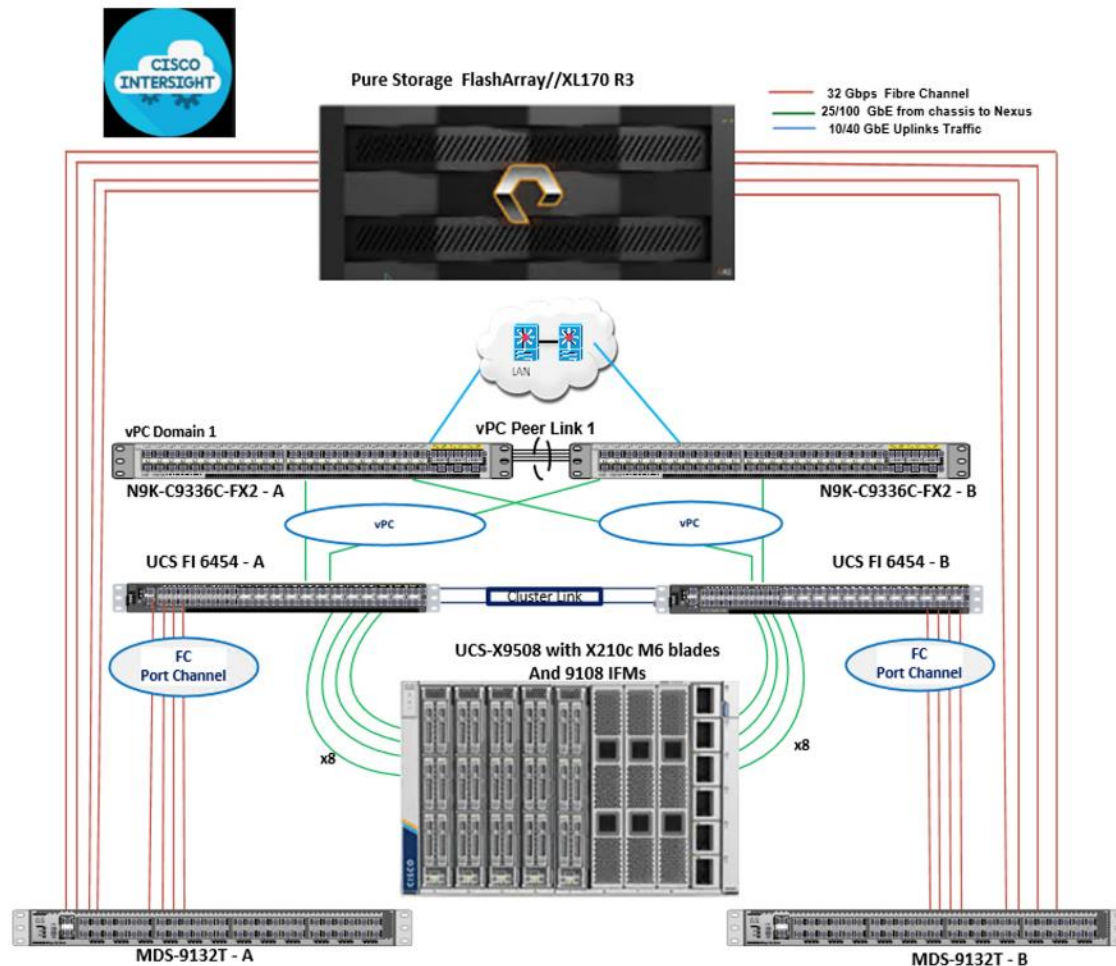 CISCO
INTERSIGHT
Pure Storage FlashArray//XL170 R3
32 Gbps Fibre Channel
25/100 GbE from chassis to Nexus
10/40 GbE Uplinks Traffic
LAN
vPC Domain 1
vPC Peer Link 1
N9K-C9336C-FX2 - A
N9K-C9336C-FX2 - B
vPC
vPC
UCS FI 6454 - A
UCS FI 6454 - B
Cluster Link
FC
Port Channel
UCS-X9508 with X210c M6 blades
And 9108 IFMs
FC
Port Channel
x8
x8
CISCO
MDS-9132T - A
MDS-9132T - B